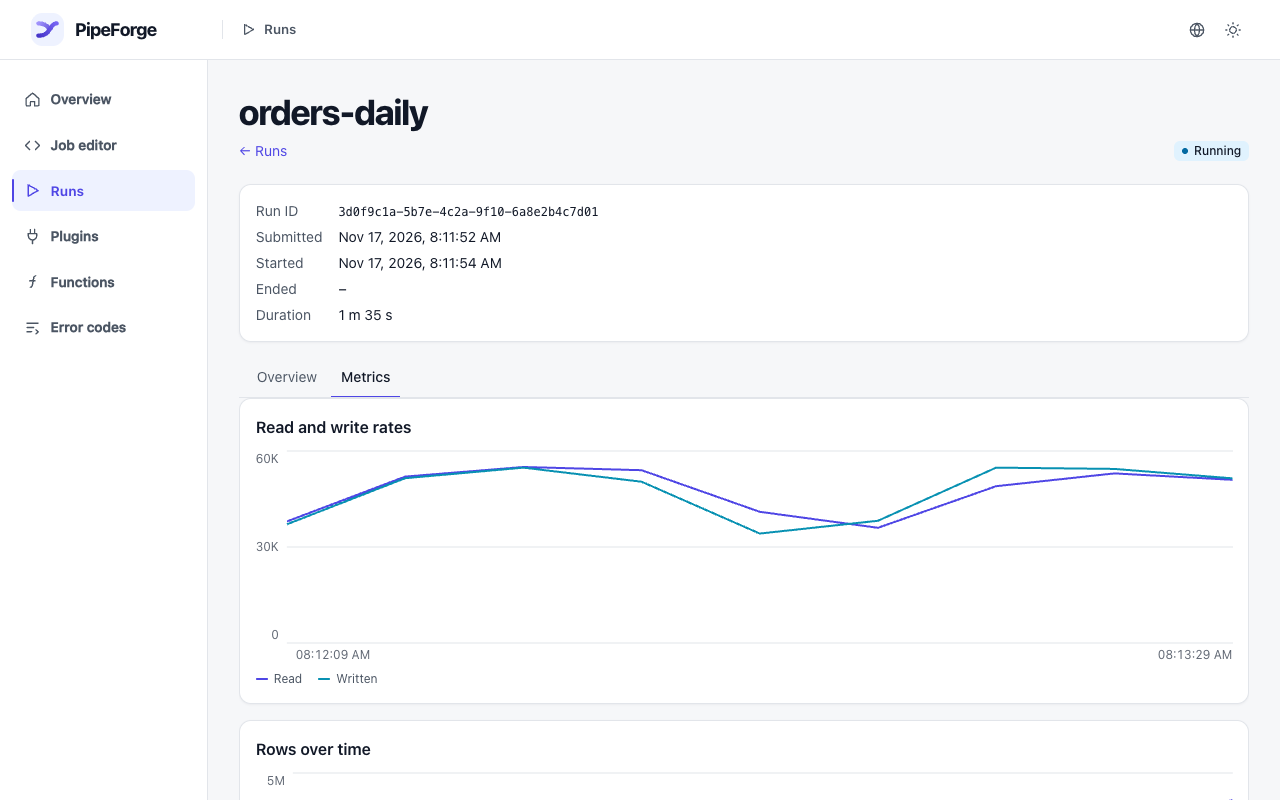 PipeForge
Runs
Overview
Job editor
Runs
Plugins
Functions
Error codes
orders-daily
← Runs
Running
Run ID 3d0f9c1a-5b7e-4c2a-9f10-6a8e2b4c7d01
Submitted Nov 17, 2026, 8:11:52 AM
Started Nov 17, 2026, 8:11:54 AM
Ended –
Duration 1 m 35 s
Overview Metrics
Read and write rates
60K
30K
0
08:12:09 AM 08:13:29 AM
Read Written
Rows over time
5M